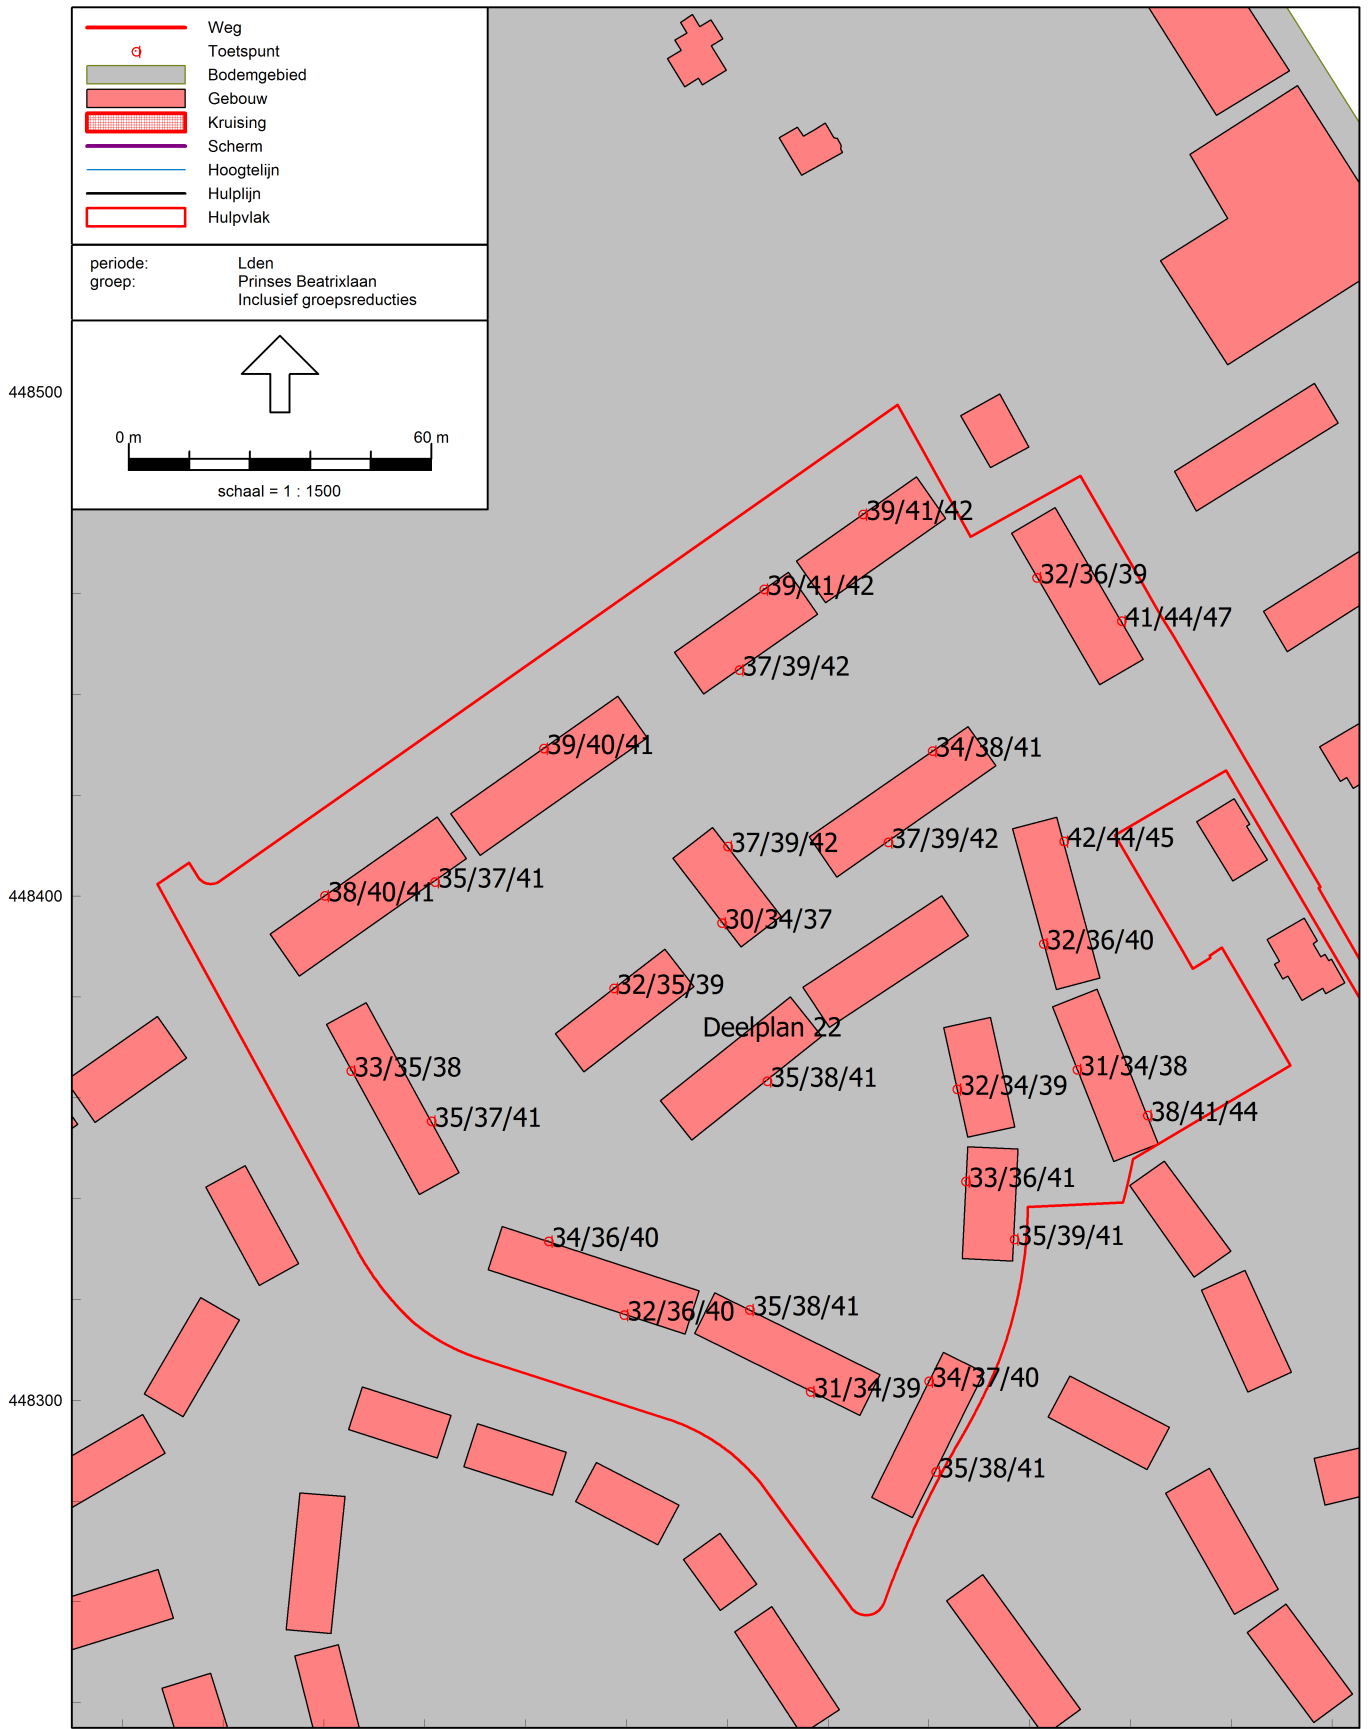 Weg
Toetspunt
Bodemgebied
Gebouw
Kruising
Scherm
Hoogtelijn
Hulplijn
Hulpvlak
periode: Lden
groep: Prinses Beatrixlaan
Inclusief groepsreducties
448500
0 m 60 m
schaal = 1 : 1500
39/41/42
32/36/39
39/41/42
41/44/47
37/39/42
39/40/41
34/38/41
37/39/42
37/39/42
42/44/45
35/37/41
38/40/41
448400
30/34/37
32/36/40
32/35/39
Deelplan 22
33/35/38
31/34/38
35/38/41
32/34/39
38/41/44
35/37/41
33/36/41
34/36/40
35/39/41
35/38/41
32/36/40
34/37/40
31/34/39
448300
35/38/41